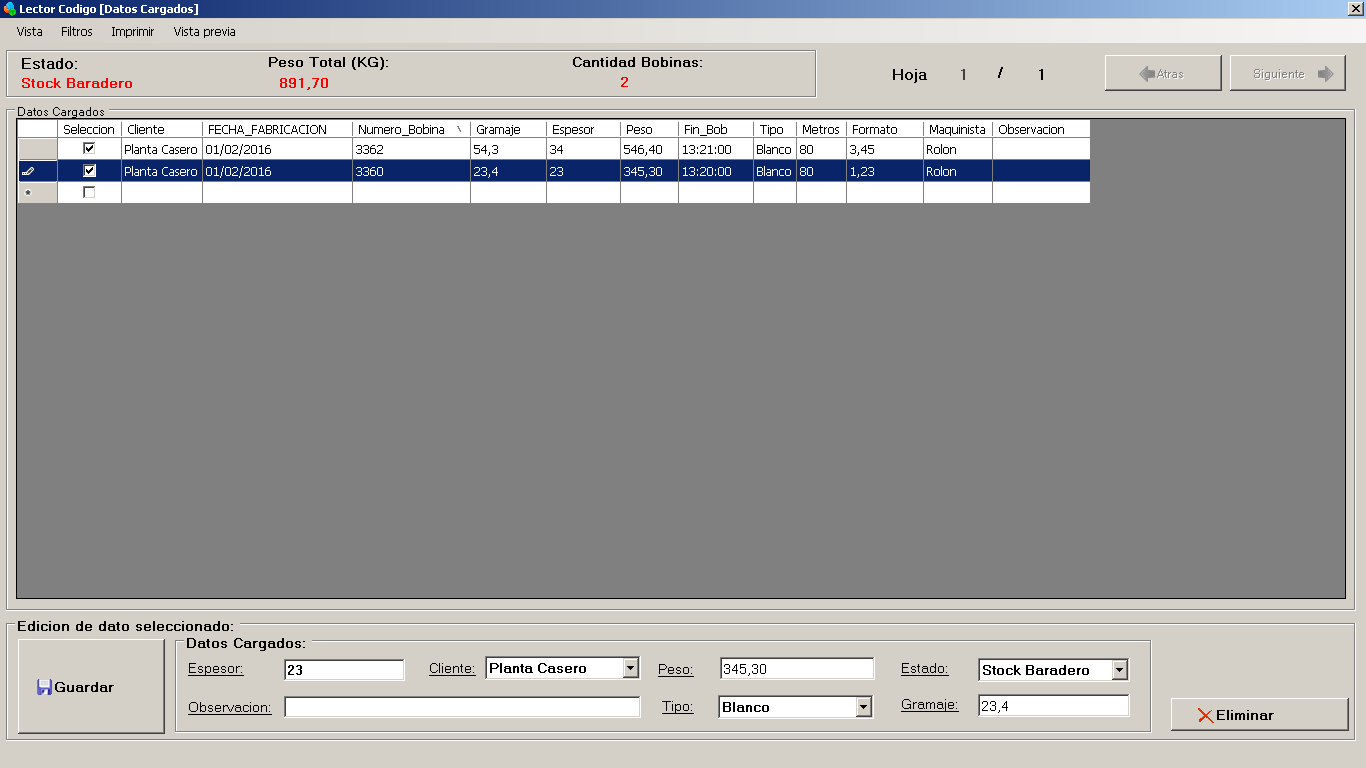 Lector Codigo [Datos Cargados]
Vista Filtros Imprimir Vista previa
Estado: Peso Total (KG): Cantidad Bobinas:
Stock Baradero 891,70 2
Hoja 1 / 1 Atras Siguiente
Datos Cargados
Seleccion Cliente FECHA_FABRICACION Numero_Bobina Gramaje Espesor Peso Fin_Bob Tipo Metros Formato Maquinista Observacion
Planta Casero 01/02/2016 3362 54,3 34 546,40 13:21:00 Blanco 80 3,45 Rolon
Planta Casero 01/02/2016 3360 23,4 23 345,30 13:20:00 Blanco 80 1,23 Rolon
*
Edicion de dato seleccionado:
Guardar
Datos Cargados:
Espesor: 23 Cliente: Planta Casero Peso: 345,30 Estado: Stock Baradero
Observacion: Tipo: Blanco Gramaje: 23,4
Eliminar